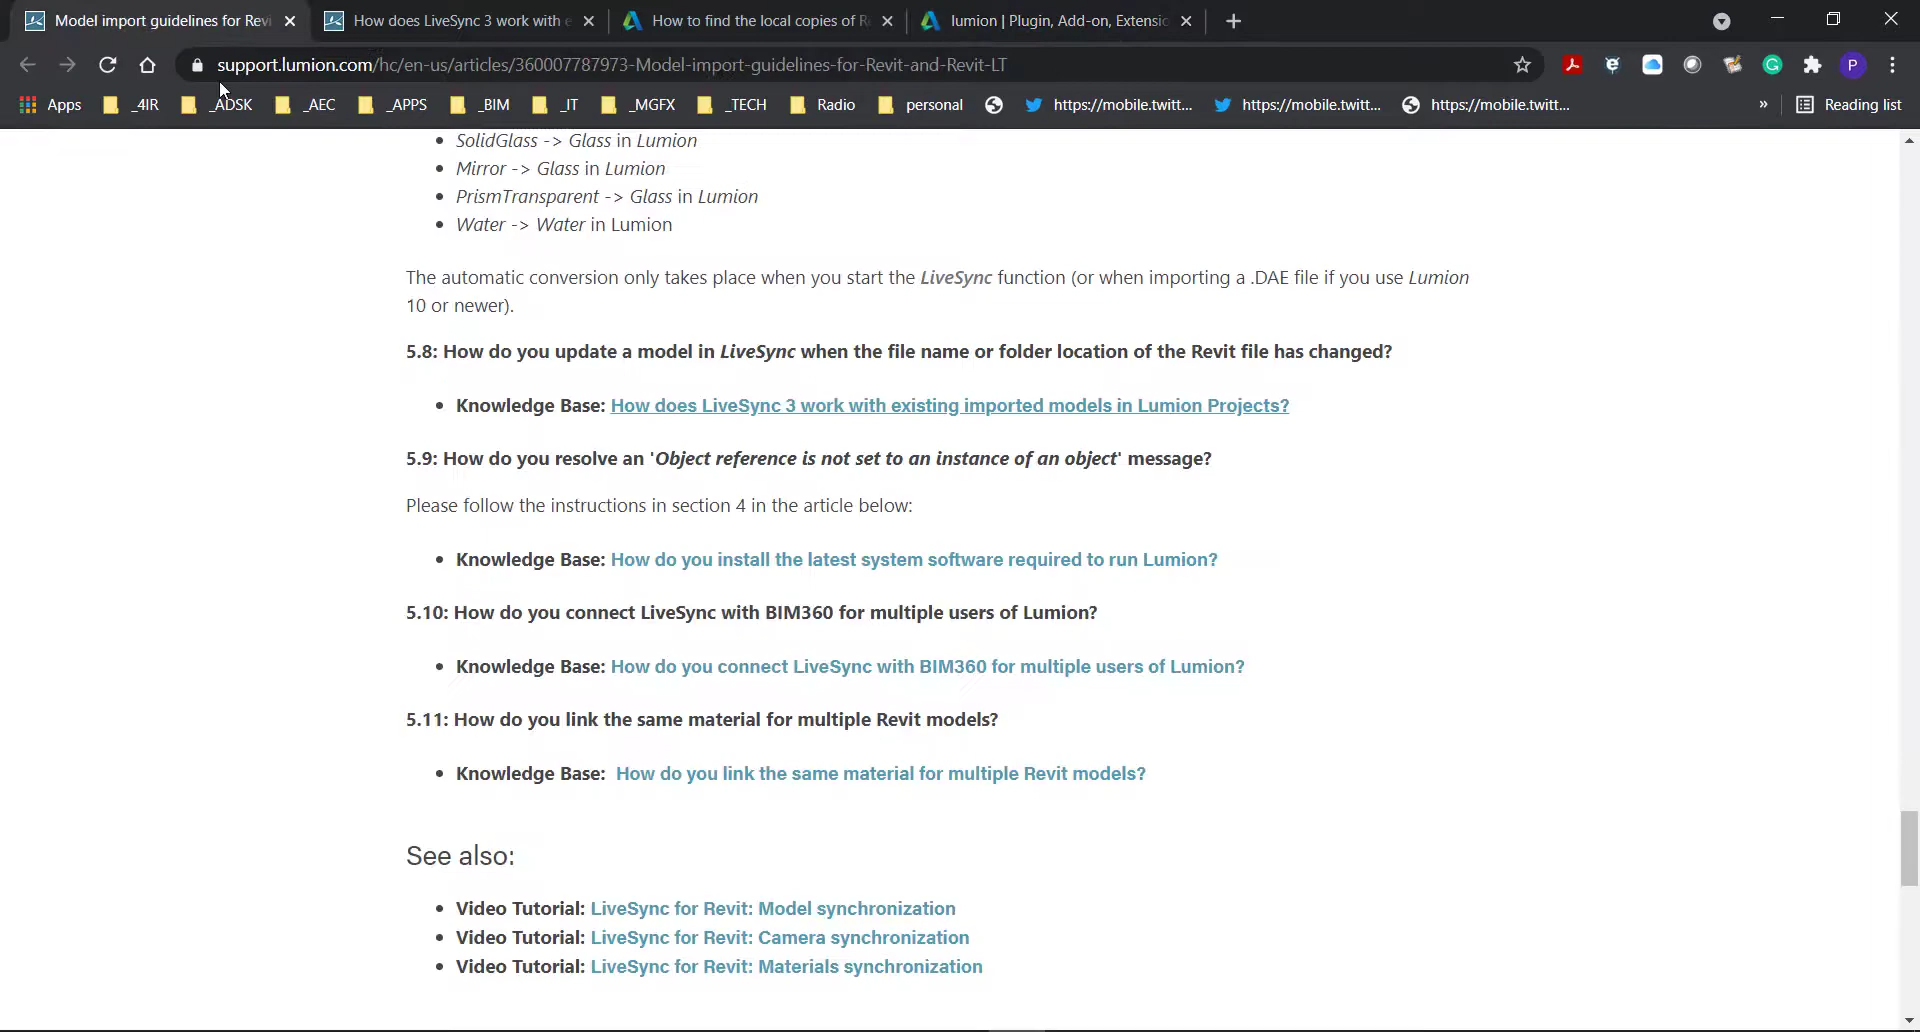 Model import guidelines for Revi
How does LiveSync 3 work with e
How to find the local copies of R
lumion | Plugin, Add-on, Extensio
support.lumion.com/hc/en-us/articles/360007787973-Model-import-guidelines-for-Revit-and-Revit-LT
P
Apps
_4IR
_ADSK
_AEC
_APPS
_BIM
_IT
_MGFX
_TECH
Radio
personal
https://mobile.twitt...
https://mobile.twitt...
https://mobile.twitt...
»
Reading list
• SolidGlass -> Glass in Lumion
• Mirror -> Glass in Lumion
• PrismTransparent -> Glass in Lumion
• Water -> Water in Lumion
The automatic conversion only takes place when you start the LiveSync function (or when importing a .DAE file if you use Lumion
10 or newer).
5.8: How do you update a model in LiveSync when the file name or folder location of the Revit file has changed?
• Knowledge Base: How does LiveSync 3 work with existing imported models in Lumion Projects?
5.9: How do you resolve an 'Object reference is not set to an instance of an object' message?
Please follow the instructions in section 4 in the article below:
• Knowledge Base: How do you install the latest system software required to run Lumion?
5.10: How do you connect LiveSync with BIM360 for multiple users of Lumion?
• Knowledge Base: How do you connect LiveSync with BIM360 for multiple users of Lumion?
5.11: How do you link the same material for multiple Revit models?
• Knowledge Base: How do you link the same material for multiple Revit models?
See also:
• Video Tutorial: LiveSync for Revit: Model synchronization
• Video Tutorial: LiveSync for Revit: Camera synchronization
• Video Tutorial: LiveSync for Revit: Materials synchronization